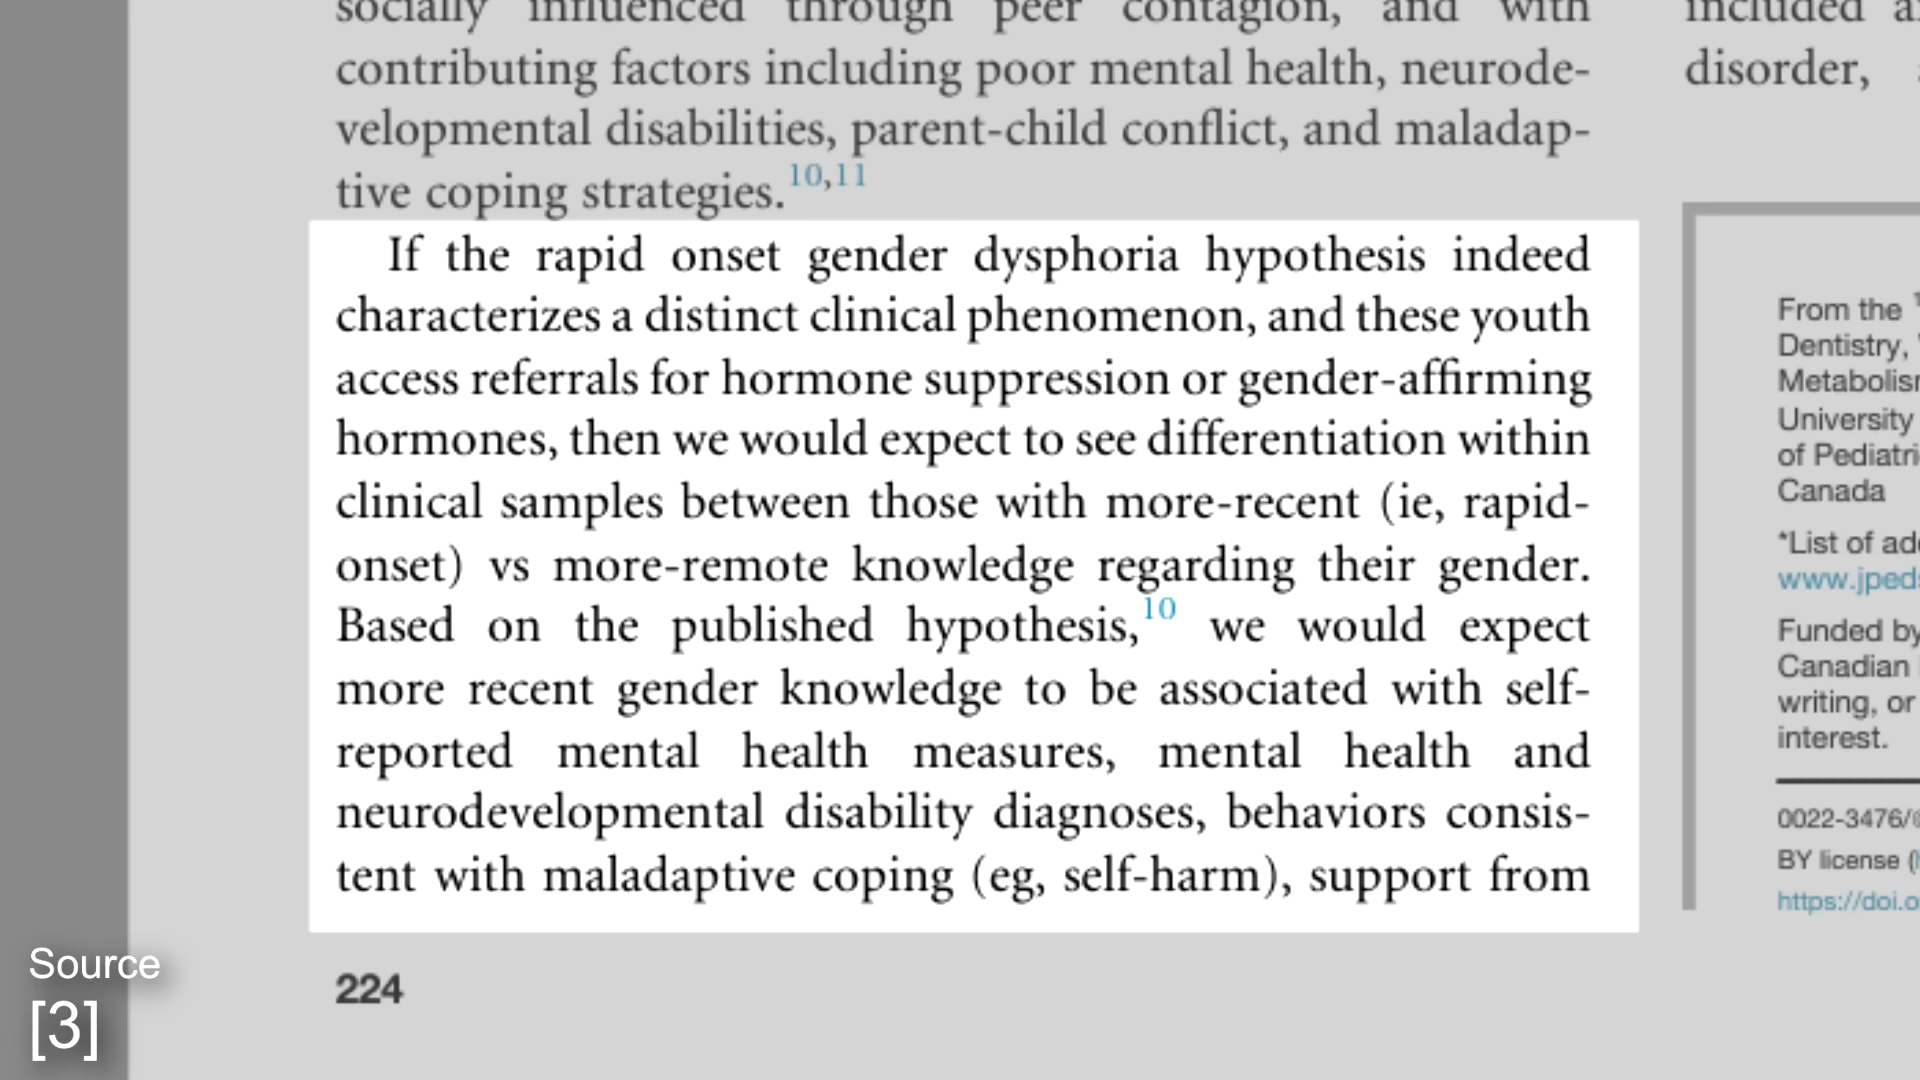 socially influenced through peer contagion, and with
contributing factors including poor mental health, neurode-
velopmental disabilities, parent-child conflict, and maladap-
tive coping strategies.10,11
If the rapid onset gender dysphoria hypothesis indeed
characterizes a distinct clinical phenomenon, and these youth
access referrals for hormone suppression or gender-affirming
hormones, then we would expect to see differentiation within
clinical samples between those with more-recent (ie, rapid-
onset) vs more-remote knowledge regarding their gender.
Based on the published hypothesis,10 we would expect
more recent gender knowledge to be associated with self-
reported mental health measures, mental health and
neurodevelopmental disability diagnoses, behaviors consis-
tent with maladaptive coping (eg, self-harm), support from
224
included
disorder,
From the 1
Dentistry,
Metabolis
University
of Pediatri
Canada
*List of ad
www.jped
Funded by
Canadian
writing, or
interest.
0022-3476/
BY license (
https://doi.o
Source
[3]